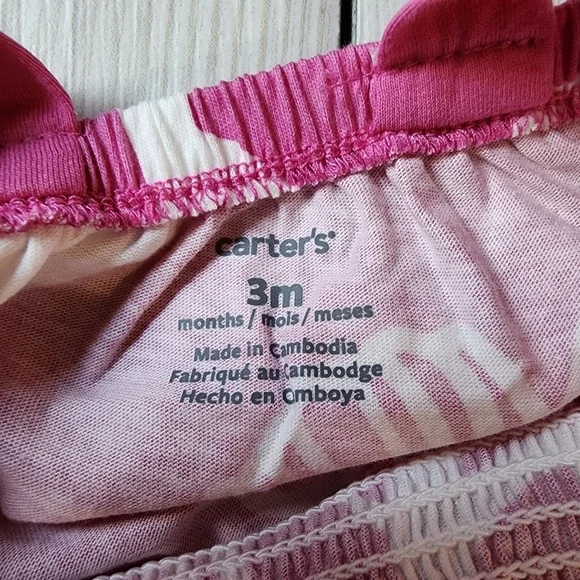 carter's
3m
months / mois / meses
Made in Cambodia
Fabriqué au Cambodge
Hecho en Camboya